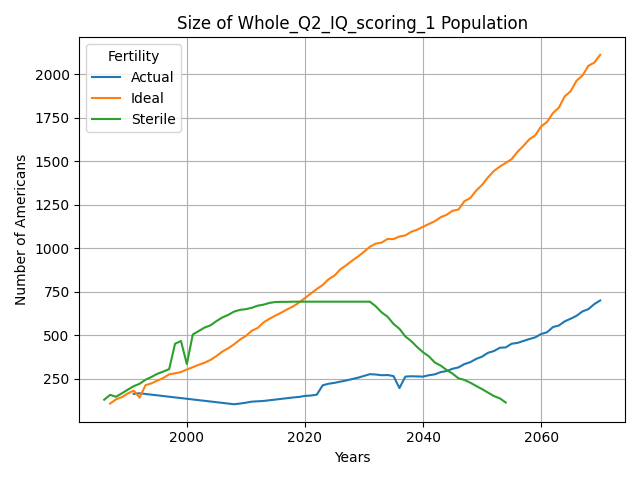 Size of Whole_Q2_IQ_scoring_1 Population
Fertility
Actual
Ideal
Sterile
Number of Americans
2000
1750
1500
1250
1000
750
500
250
2000
2020
2040
2060
Years